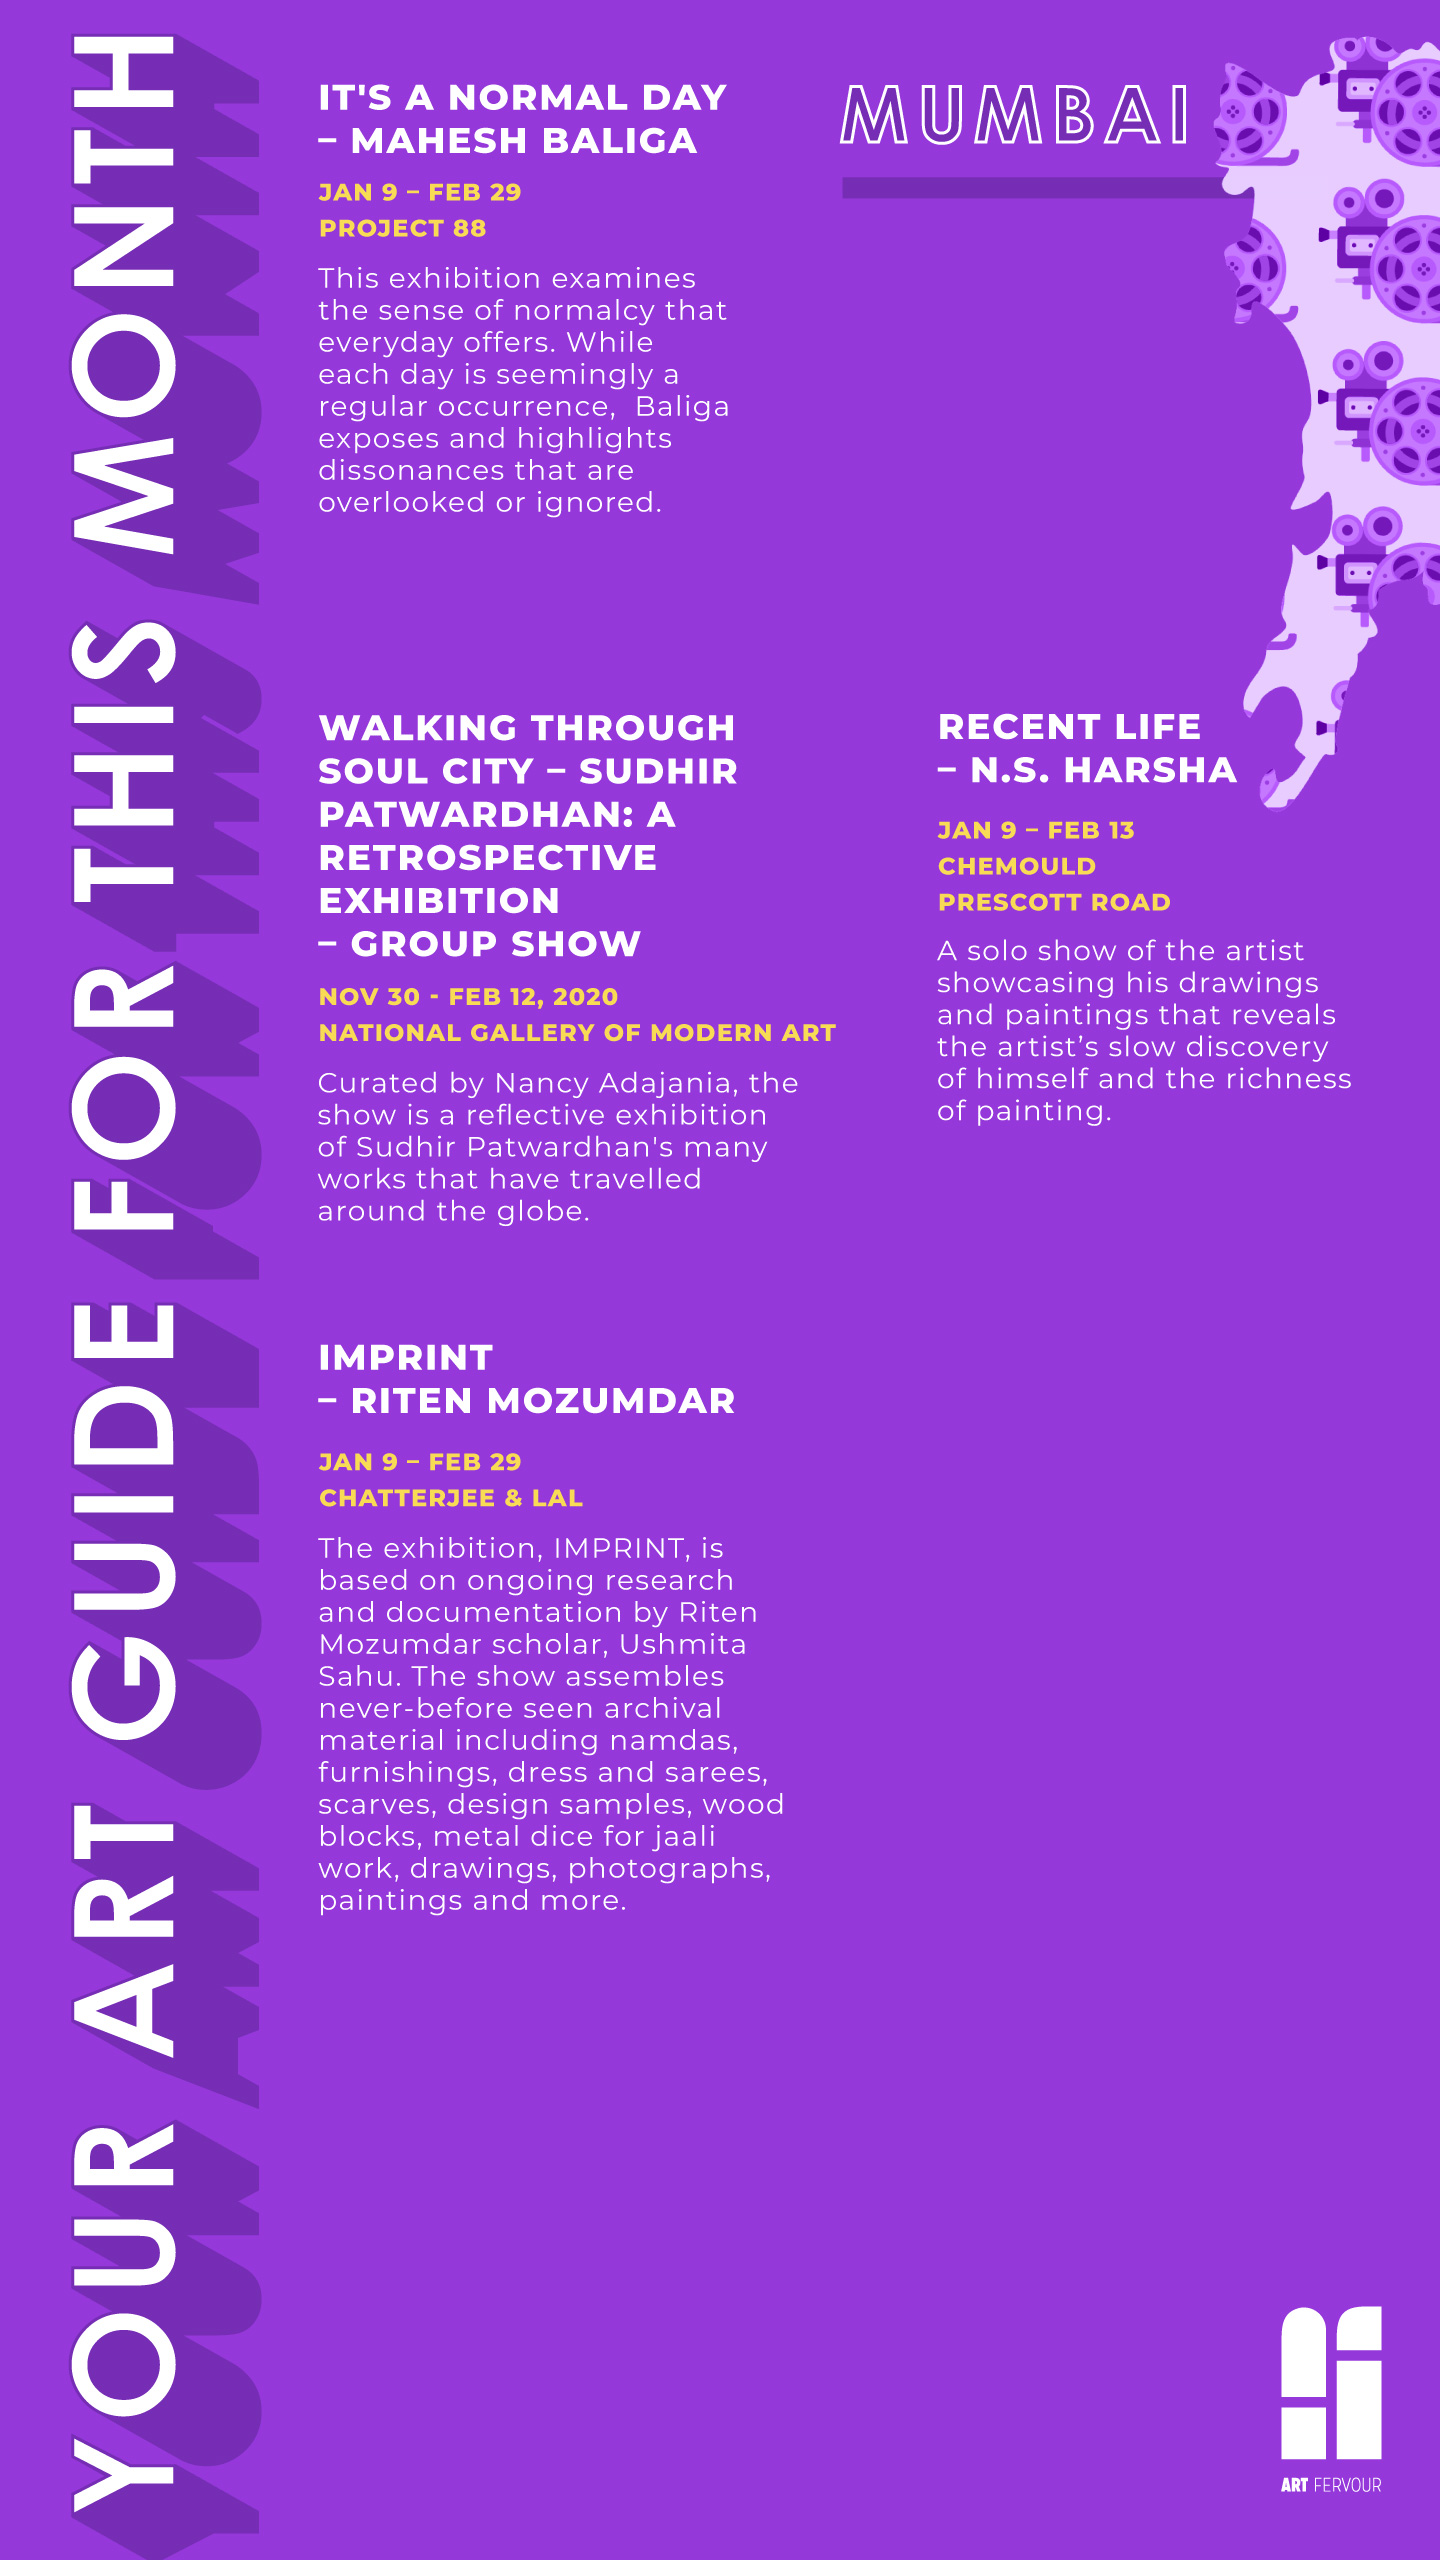 YOUR ART GUIDE FOR THIS MONTH
MUMBAI
IT'S A NORMAL DAY
– MAHESH BALIGA
JAN 9 – FEB 29
PROJECT 88
This exhibition examines
the sense of normalcy that
everyday offers. While
each day is seemingly a
regular occurrence,  Baliga
exposes and highlights
dissonances that are
overlooked or ignored.
WALKING THROUGH
SOUL CITY – SUDHIR
PATWARDHAN: A
RETROSPECTIVE
EXHIBITION
– GROUP SHOW
NOV 30 - FEB 12, 2020
NATIONAL GALLERY OF MODERN ART
Curated by Nancy Adajania, the
show is a reflective exhibition
of Sudhir Patwardhan's many
works that have travelled
around the globe.
RECENT LIFE
– N.S. HARSHA
JAN 9 – FEB 13
CHEMOULD
PRESCOTT ROAD
A solo show of the artist
showcasing his drawings
and paintings that reveals
the artist’s slow discovery
of himself and the richness
of painting.
IMPRINT
– RITEN MOZUMDAR
JAN 9 – FEB 29
CHATTERJEE & LAL
The exhibition, IMPRINT, is
based on ongoing research
and documentation by Riten
Mozumdar scholar, Ushmita
Sahu. The show assembles
never-before seen archival
material including namdas,
furnishings, dress and sarees,
scarves, design samples, wood
blocks, metal dice for jaali
work, drawings, photographs,
paintings and more.
ART FERVOUR